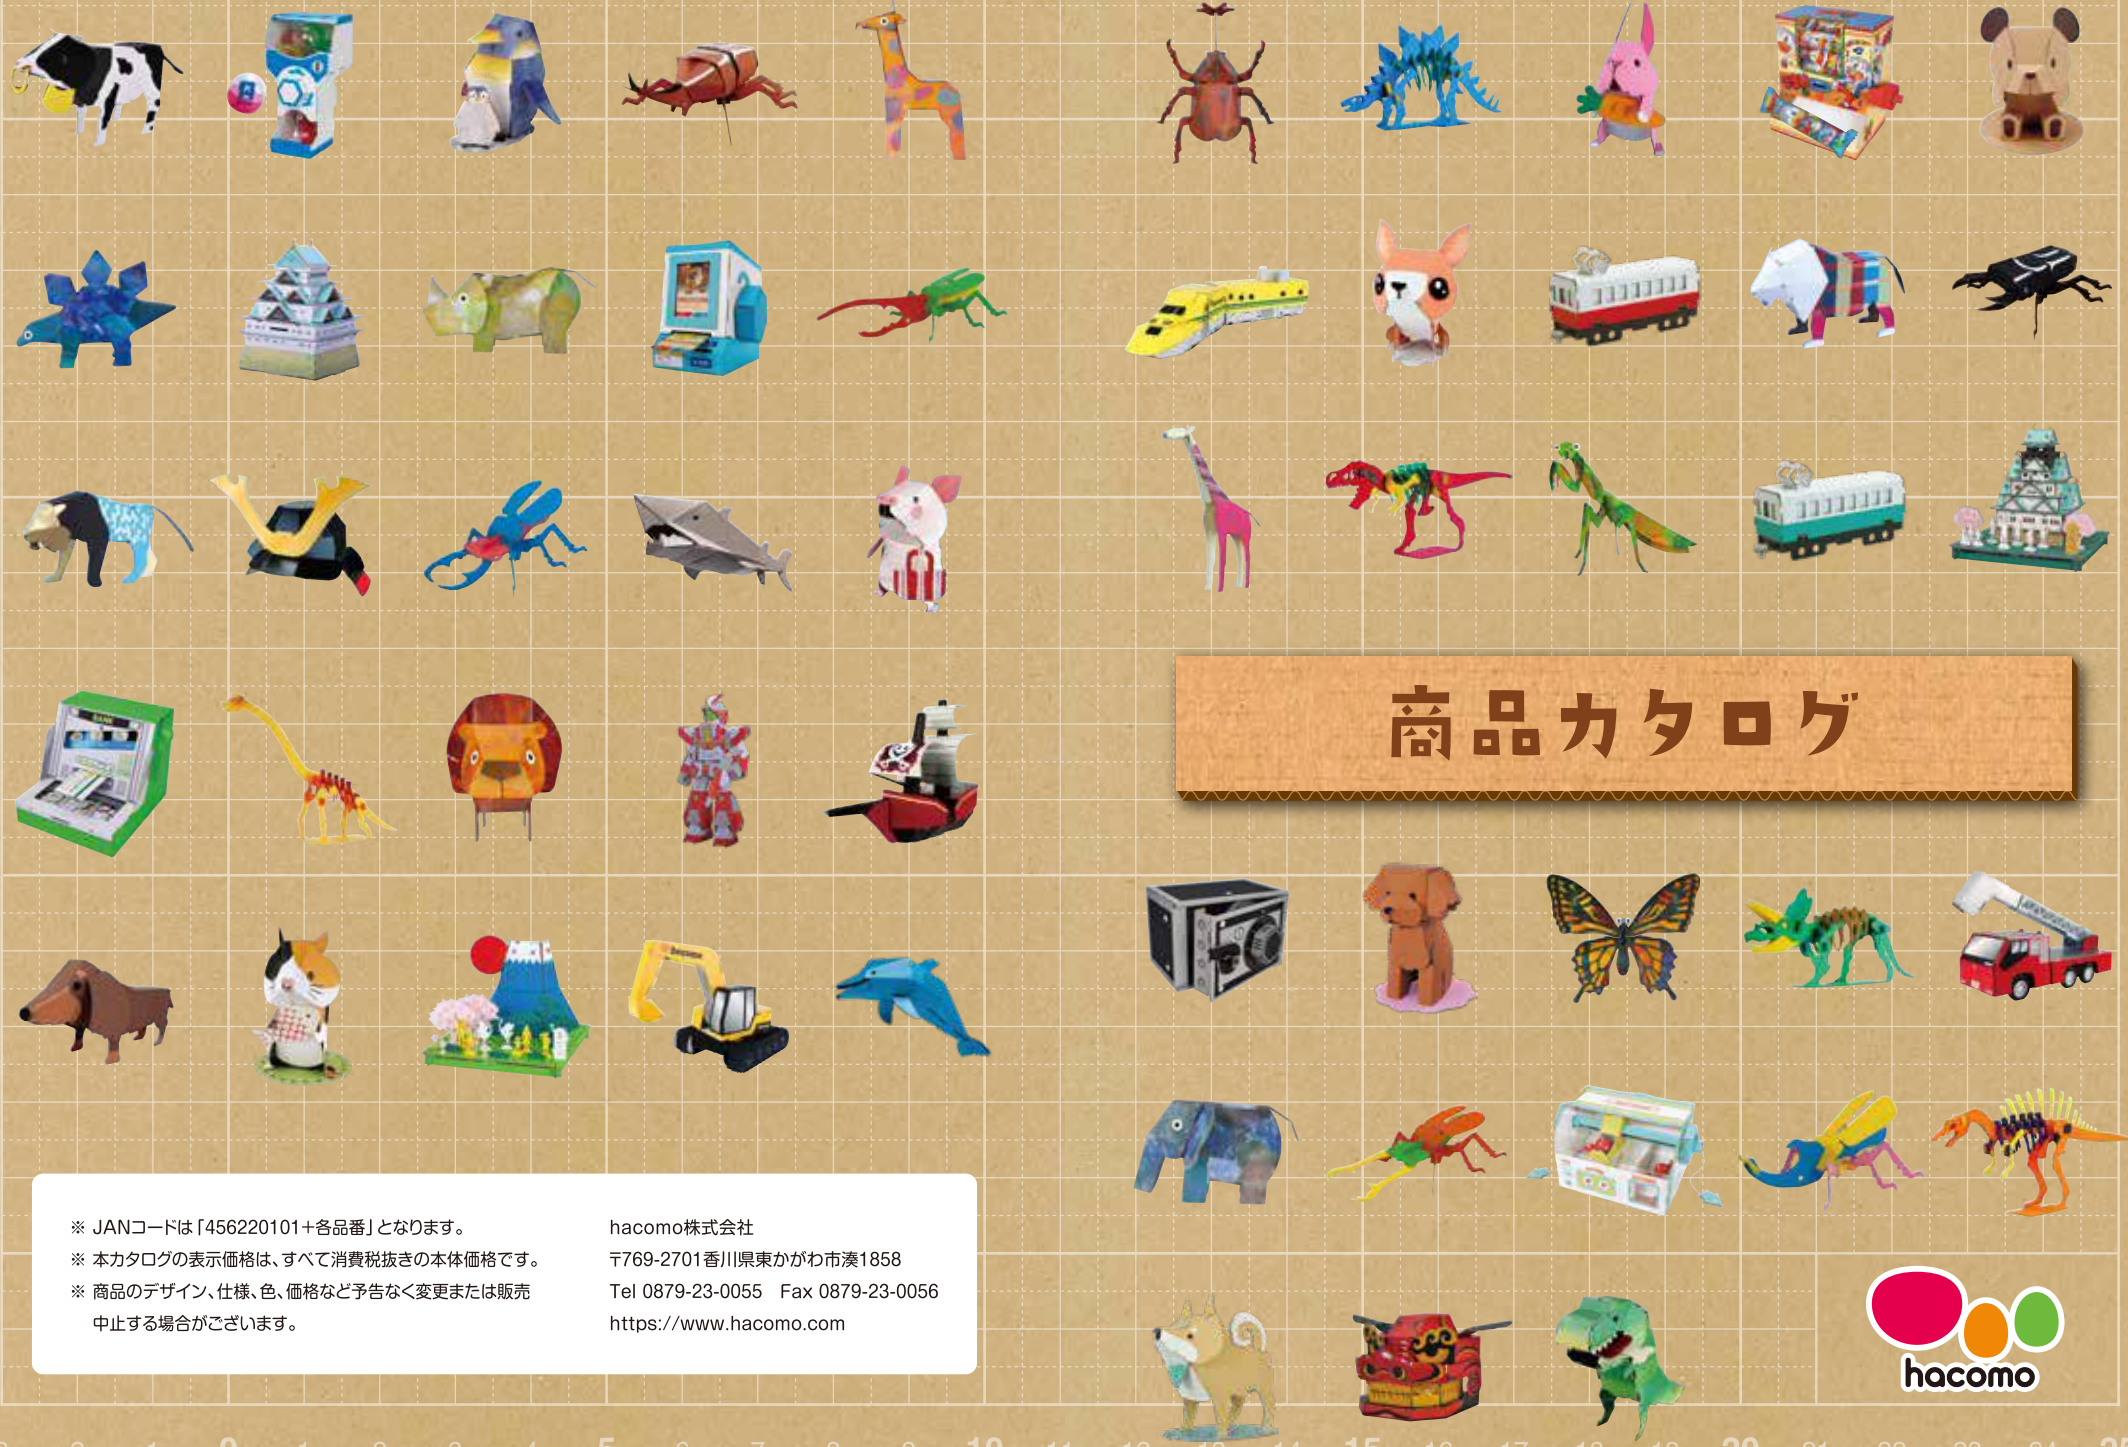 商品カタログ
BANK
※ JANコードは「456220101+各品番」となります。
※ 本カタログの表示価格は、すべて消費税抜きの本体価格です。
※ 商品のデザイン、仕様、色、価格など予告なく変更または販売
中止する場合がございます。
hacomo株式会社
〒769-2701香川県東かがわ市湊1858
Tel 0879-23-0055 Fax 0879-23-0056
https://www.hacomo.com
hacomo